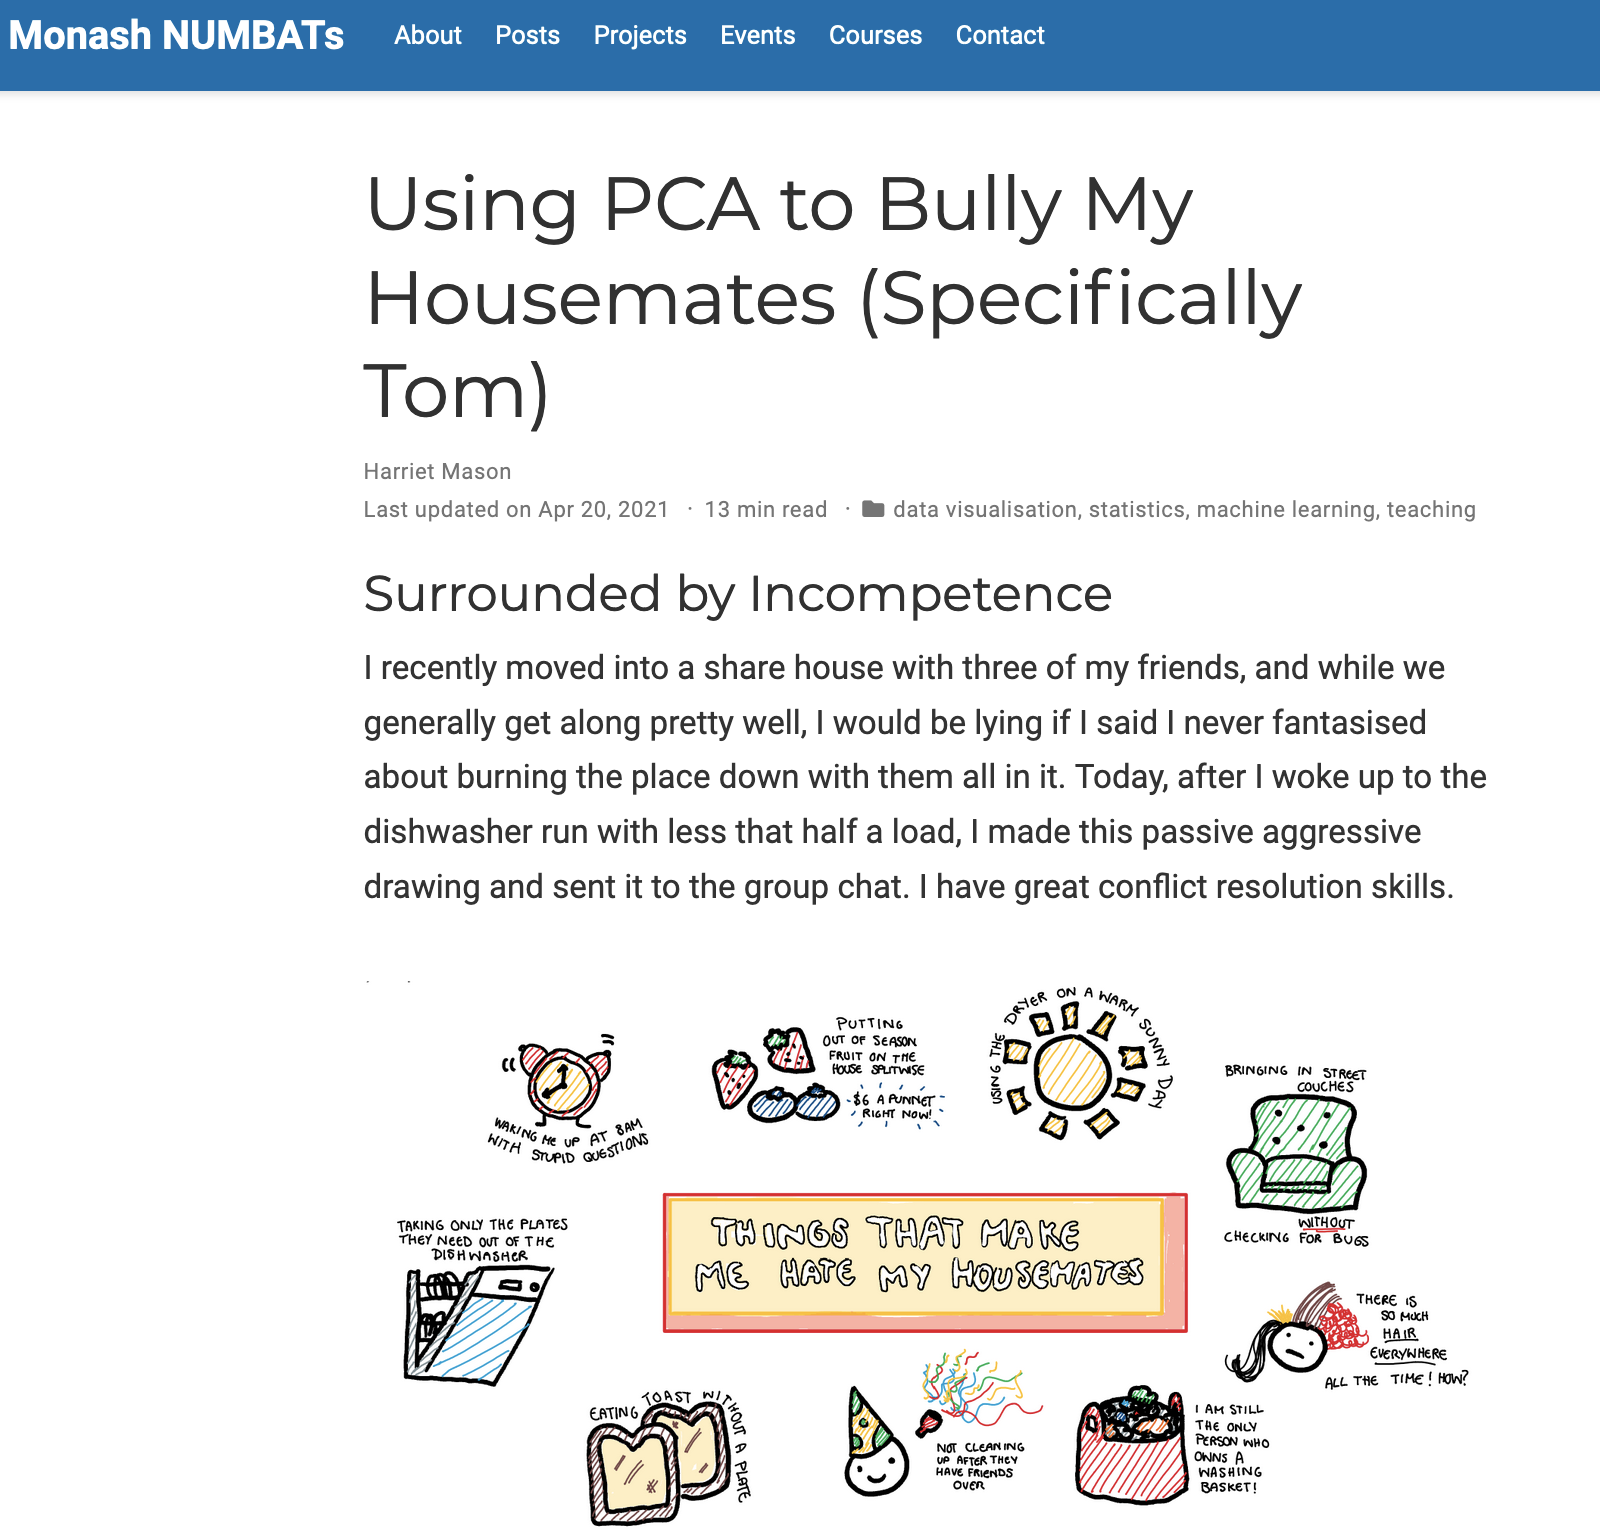 Monash NUMBATs About Posts Projects Events Courses Contact
Using PCA to Bully My
Housemates (Specifically
Tom)
Harriet Mason
Last updated on Apr 20, 2021 · 13 min read · data visualisation, statistics, machine learning, teaching
Surrounded by Incompetence
I recently moved into a share house with three of my friends, and while we
generally get along pretty well, I would be lying if I said I never fantasised
about burning the place down with them all in it. Today, after I woke up to the
dishwasher run with less that half a load, I made this passive aggressive
drawing and sent it to the group chat. I have great conflict resolution skills.
WAKING ME UP AT 8AM
WITH STUPID QUESTIONS
PUTTING
OUT OF SEASON
FRUIT ON THE
HOUSE SPLITWISE
$6 A PUNNET
RIGHT NOW!
USING THE DRYER ON A WARM SUNNY DAY
BRINGING IN STREET
COUCHES
WITHOUT
CHECKING FOR BUGS
TAKING ONLY THE PLATES
THEY NEED OUT OF THE
DISHWASHER
THINGS THAT MAKE
ME HATE MY HOUSEMATES
THERE IS
SO MUCH
HAIR
EVERYWHERE
ALL THE TIME! HOW?
EATING TOAST WITHOUT A PLATE
NOT CLEANING
UP AFTER THEY
HAVE FRIENDS
OVER
I AM STILL
THE ONLY
PERSON WHO
OWNS A
WASHING
BASKET!